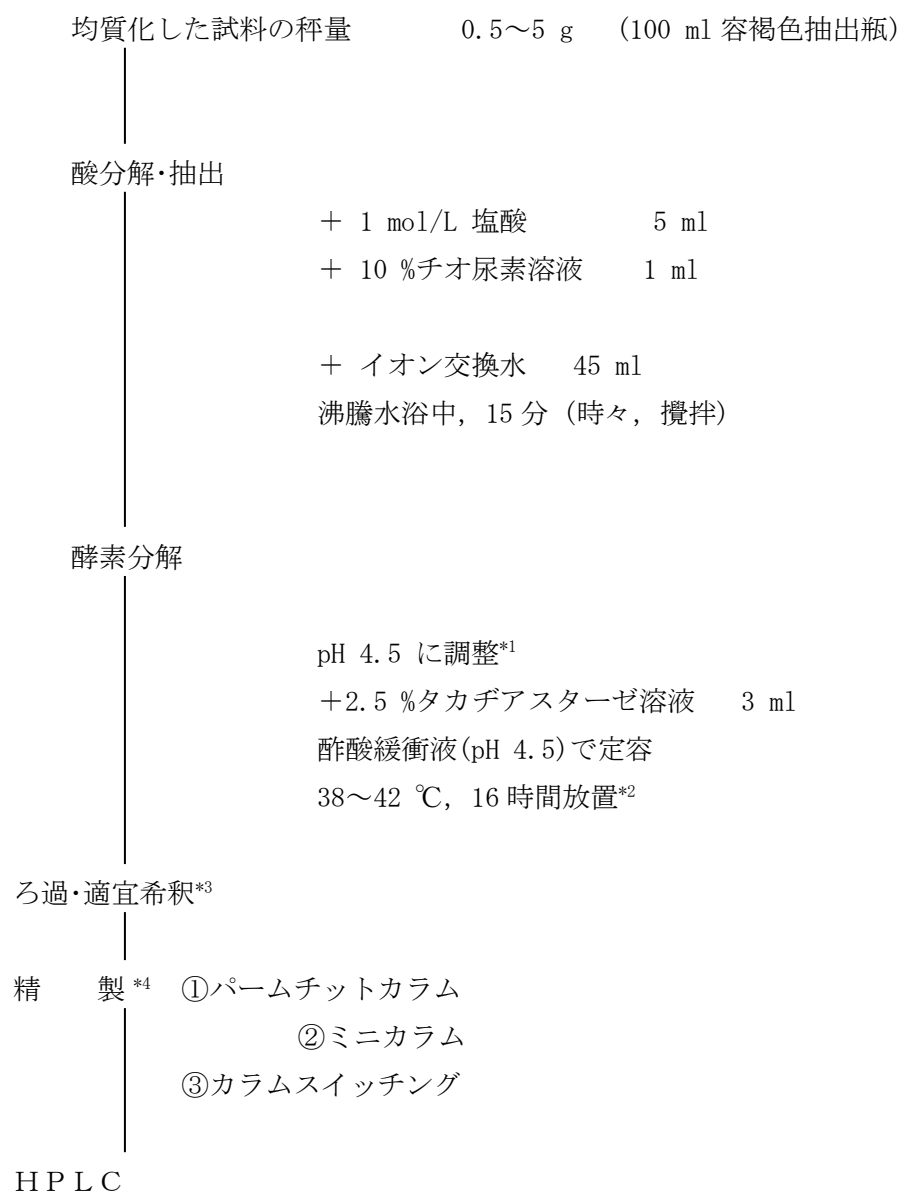 均質化した試料の秤量 0.5～5 g (100 ml 容褐色抽出瓶)
酸分解･抽出
＋ 1 mol/L 塩酸 5 ml
＋ 10 %チオ尿素溶液 1 ml
＋ イオン交換水 45 ml
沸騰水浴中，15 分（時々，攪拌）
酵素分解
pH 4.5 に調整*1
＋2.5 %タカヂアスターゼ溶液 3 ml
酢酸緩衝液(pH 4.5)で定容
38～42 ℃，16 時間放置*2
ろ過･適宜希釈*3
精 製 *4 ①パームチットカラム
②ミニカラム
③カラムスイッチング
ＨＰＬＣ